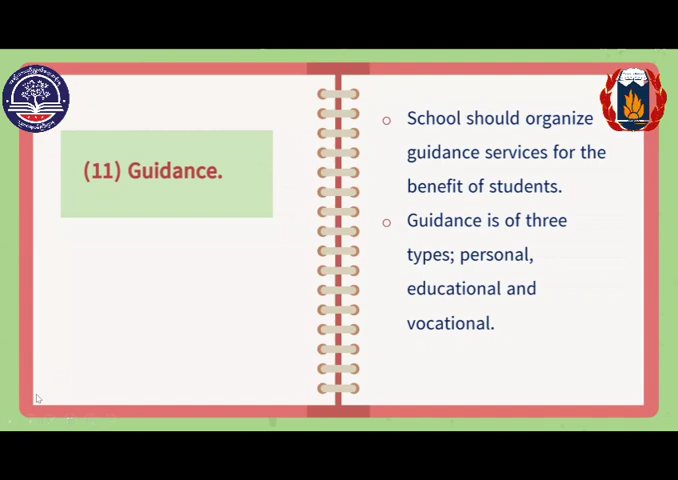 (11) Guidance.
School should organize
guidance services for the
benefit of students.
Guidance is of three
types; personal,
educational and
vocational.